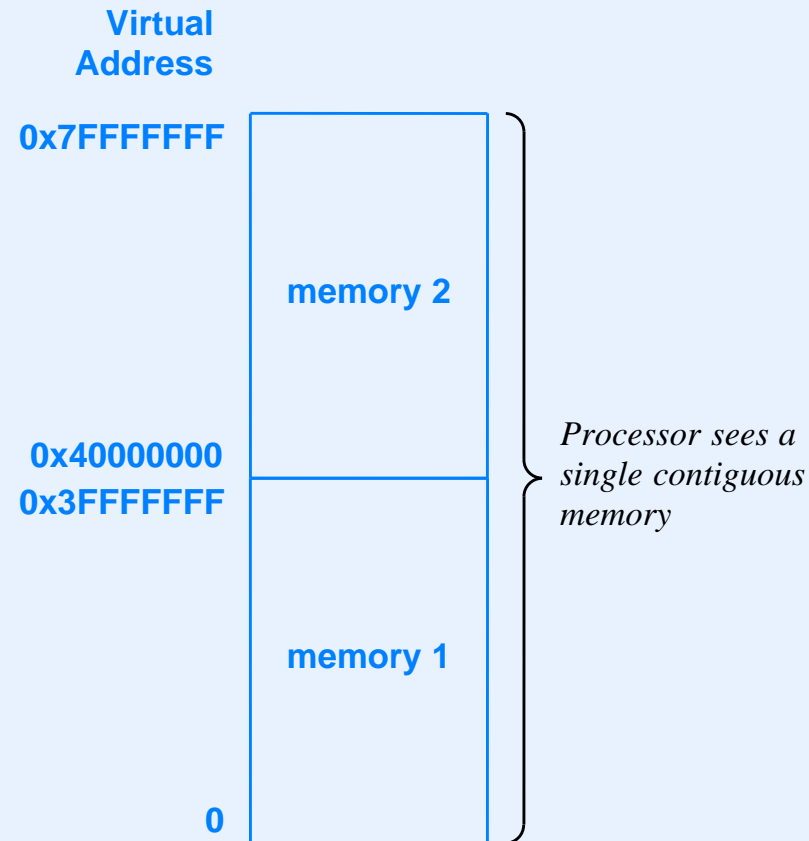 Virtual
Address
0x7FFFFFFF
memory 2
0x40000000
0x3FFFFFFF
Processor sees a
single contiguous
memory
memory 1
0